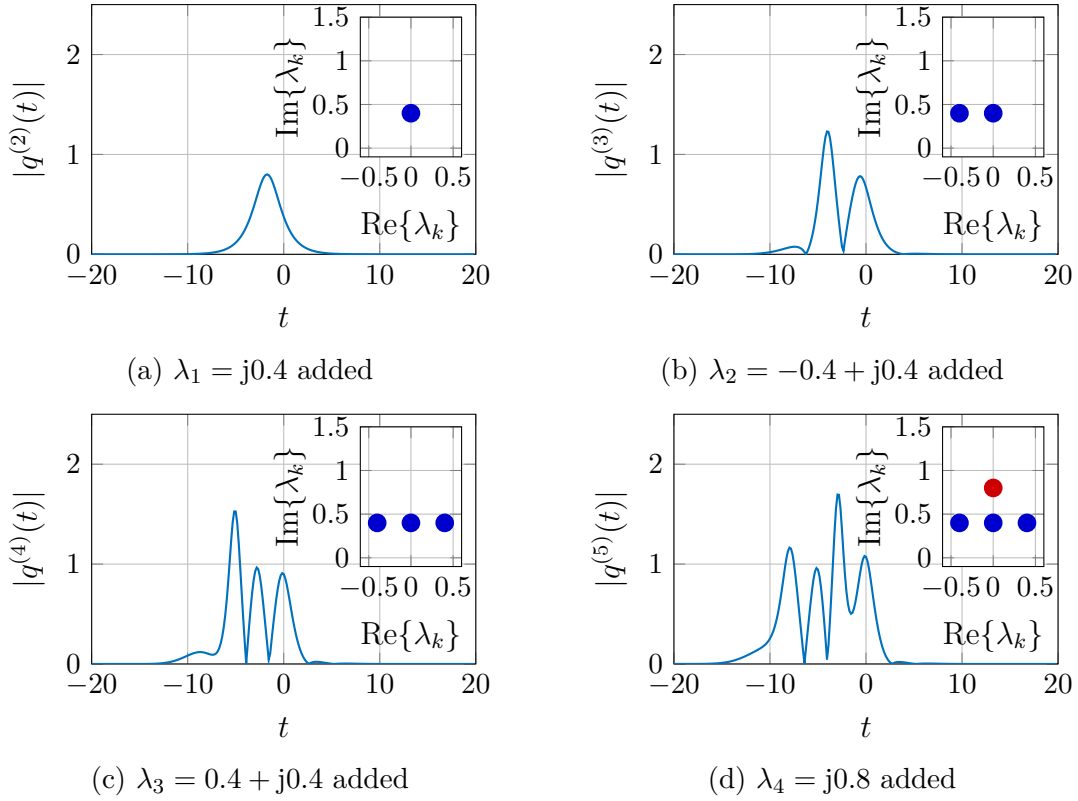 1.5
1
0.5
0
−0.5 0 0.5
Im{λ_k}
Re{λ_k}
2
1
0
−20 −10 0 10 20
|q^{(2)}(t)|
t
(a) λ_1 = j0.4 added
1.5
1
0.5
0
−0.5 0 0.5
Im{λ_k}
Re{λ_k}
2
1
0
−20 −10 0 10 20
|q^{(3)}(t)|
t
(b) λ_2 = −0.4 + j0.4 added
1.5
1
0.5
0
−0.5 0 0.5
Im{λ_k}
Re{λ_k}
2
1
0
−20 −10 0 10 20
|q^{(4)}(t)|
t
(c) λ_3 = 0.4 + j0.4 added
1.5
1
0.5
0
−0.5 0 0.5
Im{λ_k}
Re{λ_k}
2
1
0
−20 −10 0 10 20
|q^{(5)}(t)|
t
(d) λ_4 = j0.8 added